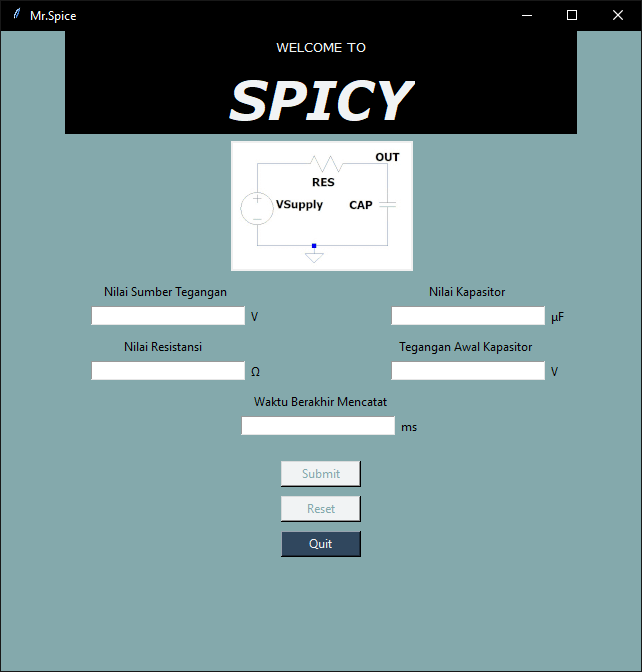 Mr.Spice
WELCOME TO
SPICY
OUT
RES
VSupply
CAP
Nilai Sumber Tegangan
V
Nilai Kapasitor
µF
Nilai Resistansi
Ω
Tegangan Awal Kapasitor
V
Waktu Berakhir Mencatat
ms
Submit
Reset
Quit